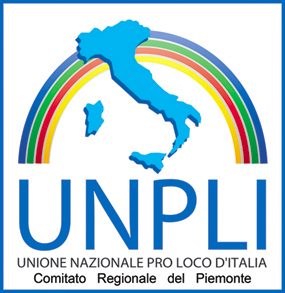 UNPLI
UNIONE NAZIONALE PRO LOCO D'ITALIA
Comitato Regionale del Piemonte